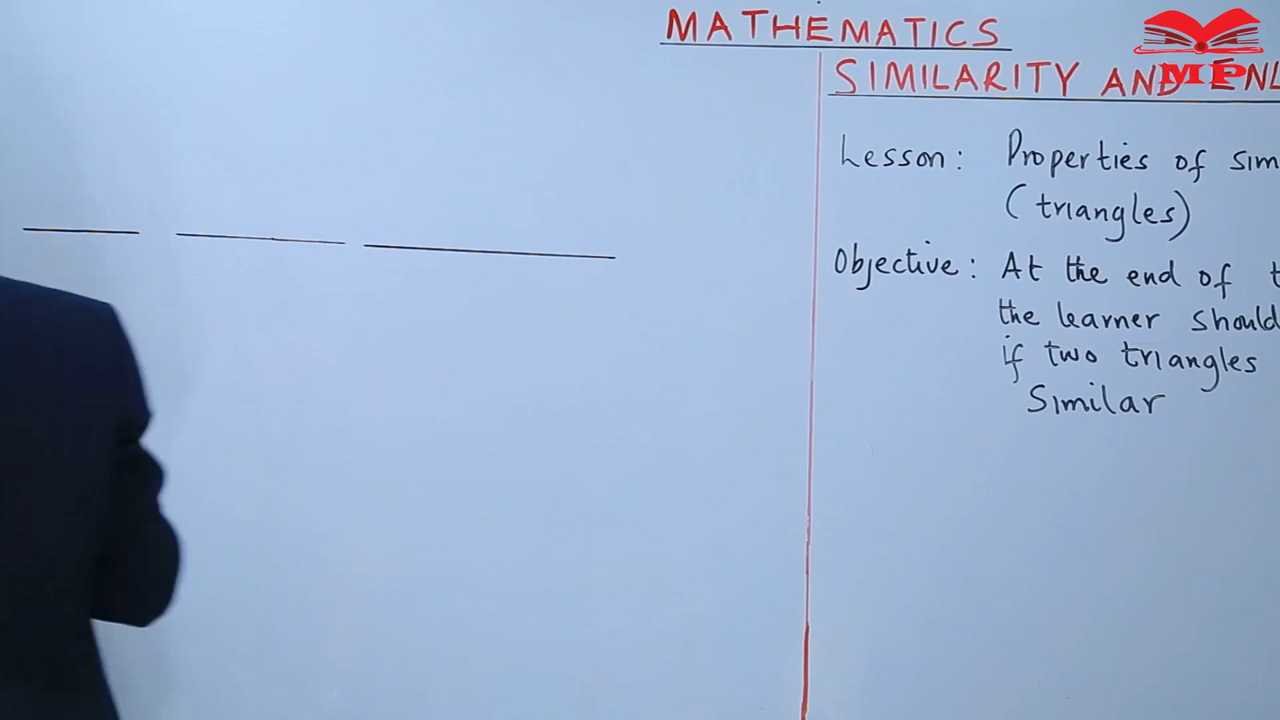 MATHEMATICS
MP
SIMILARITY AND
Lesson: Properties of
(triangles)
Objective: At the end of
the learner should
if two triangles
Similar